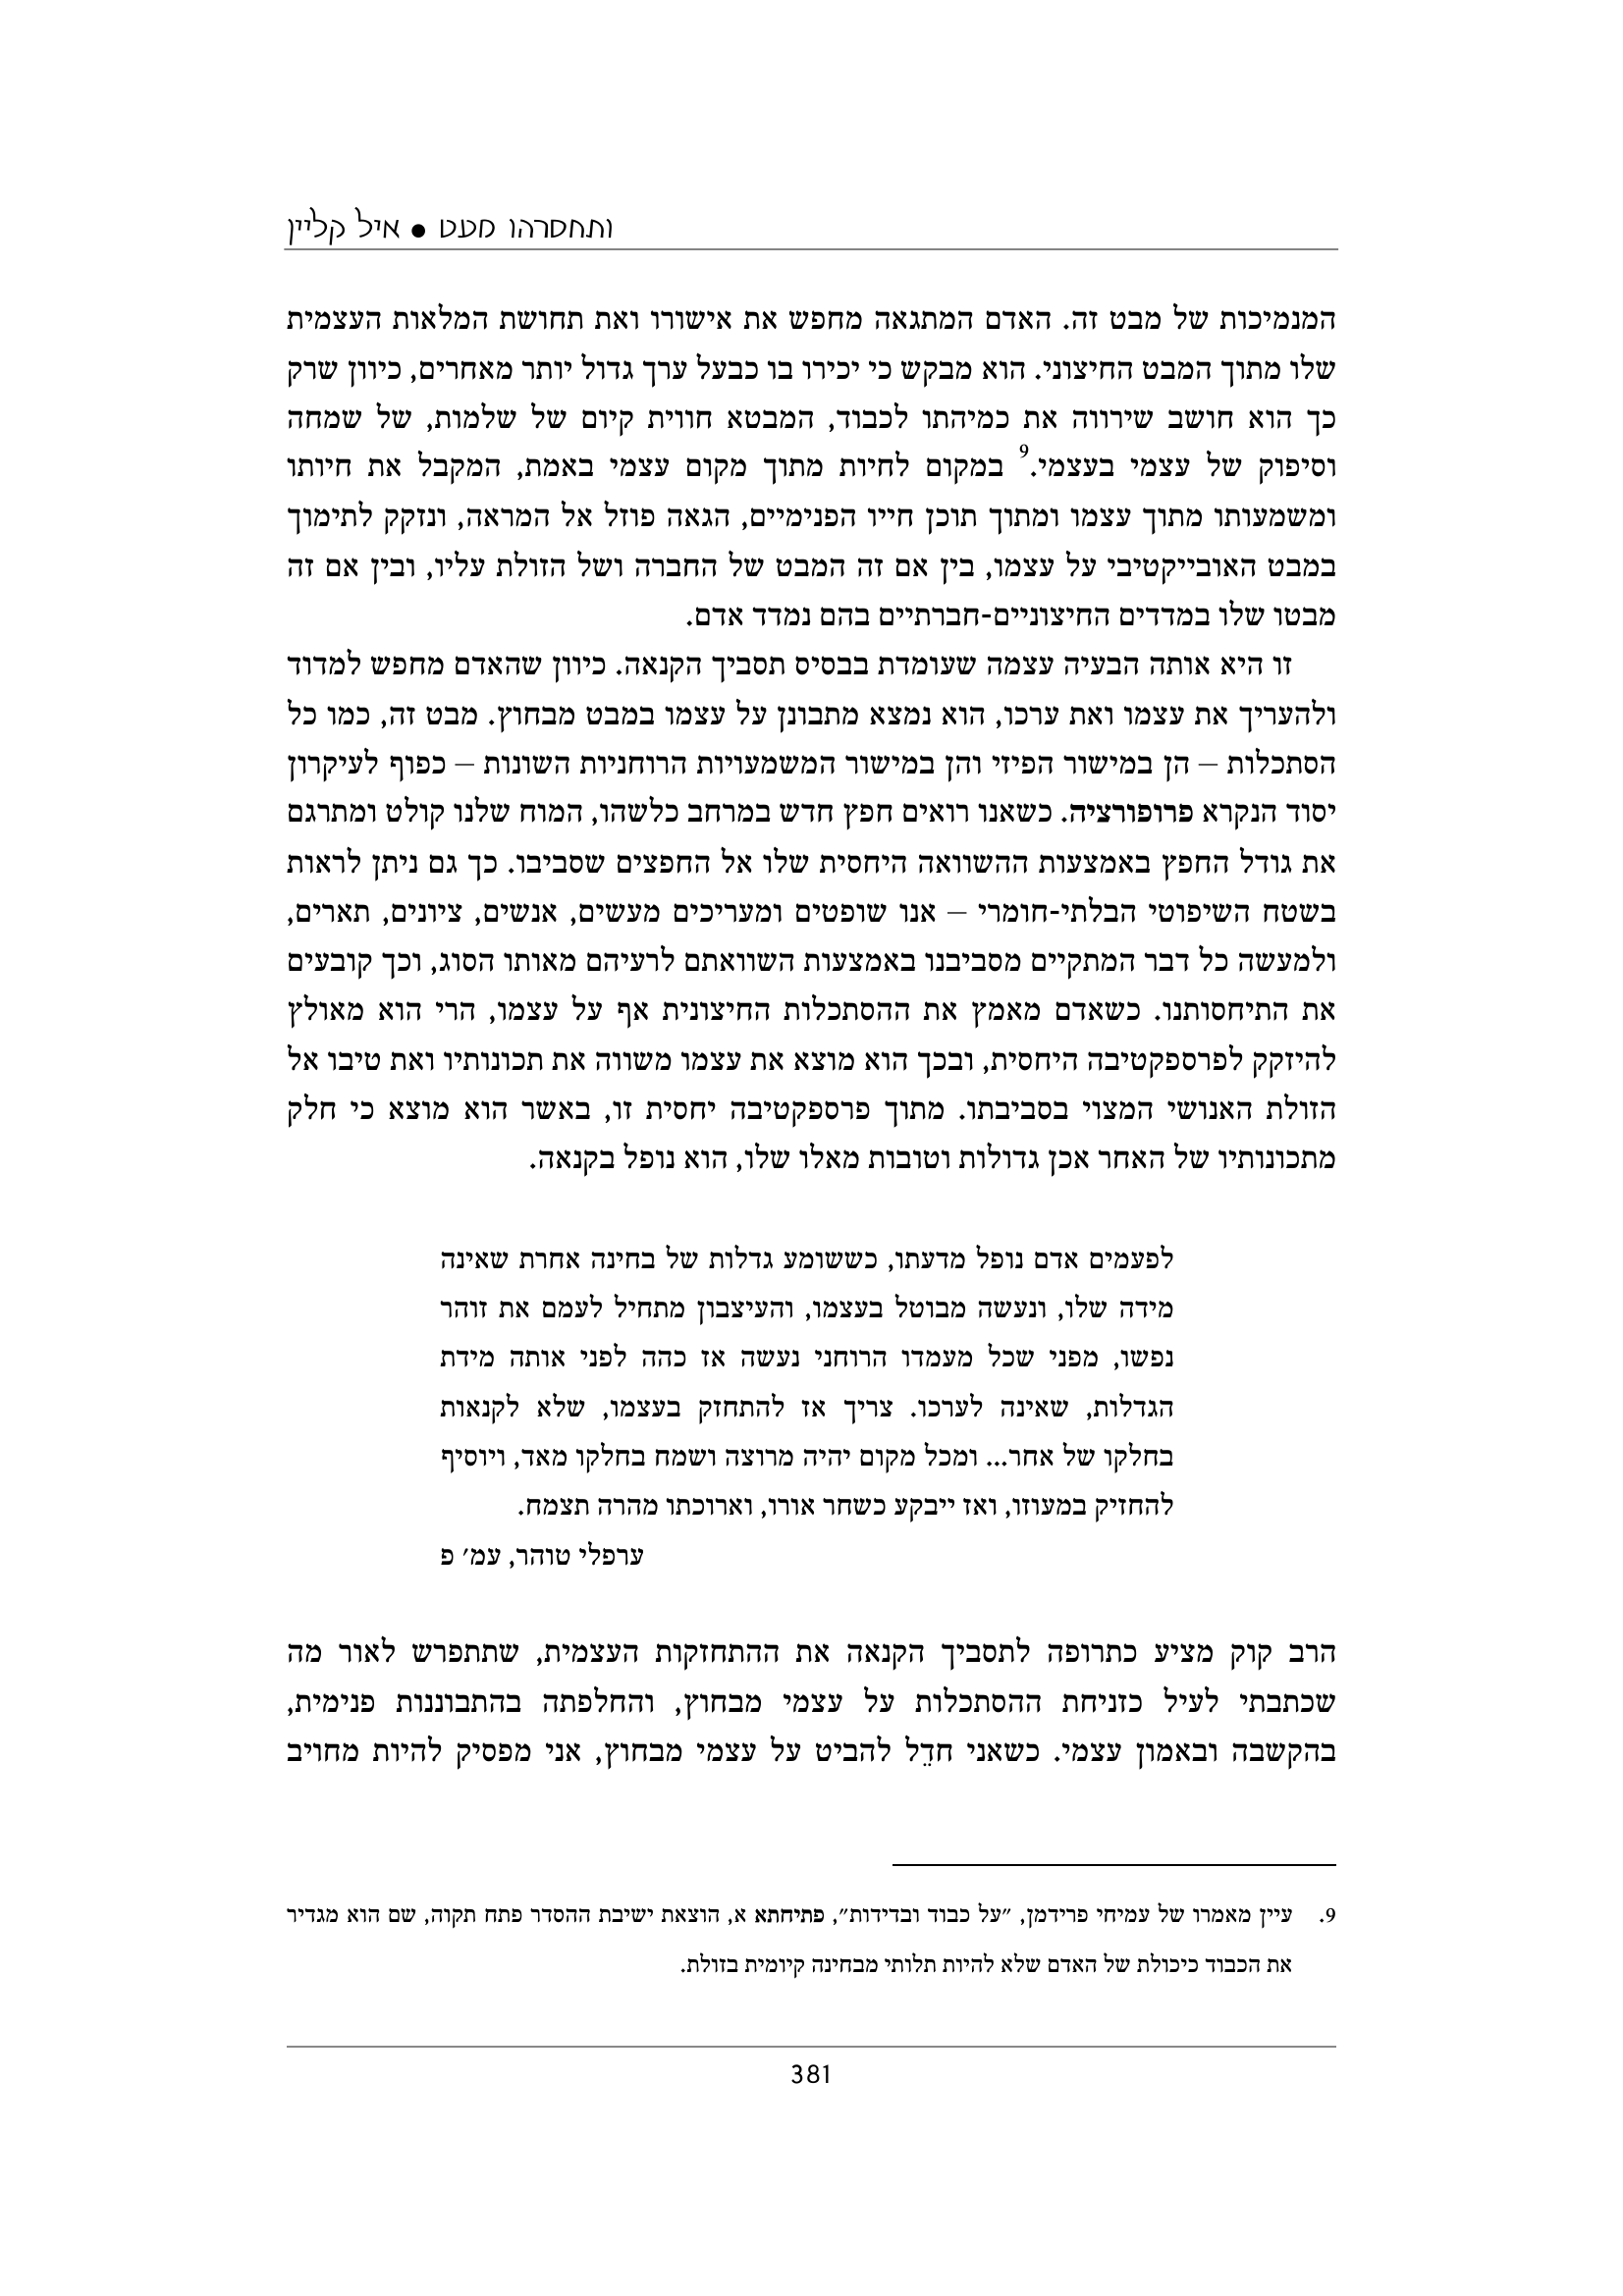 ותחסרהו מעט ● איל קליין
המנמיכות של מבט זה. האדם המתגאה מחפש את אישורו ואת תחושת המלאות העצמית
שלו מתוך המבט החיצוני. הוא מבקש כי יכירו בו כבעל ערך גדול יותר מאחרים, כיוון שרק
כך הוא חושב שירווה את כמיהתו לכבוד, המבטא חווית קיום של שלמות, של שמחה
וסיפוק של עצמי בעצמי.9 במקום לחיות מתוך מקום עצמי באמת, המקבל את חיותו
ומשמעותו מתוך עצמו ומתוך תוכן חייו הפנימיים, הגאה פוזל אל המראה, ונזקק לתימוך
במבט האובייקטיבי על עצמו, בין אם זה המבט של החברה ושל הזולת עליו, ובין אם זה
מבטו שלו במדדים החיצוניים-חברתיים בהם נמדד אדם.
זו היא אותה הבעיה עצמה שעומדת בבסיס תסביך הקנאה. כיוון שהאדם מחפש למדוד
ולהעריך את עצמו ואת ערכו, הוא נמצא מתבונן על עצמו במבט מבחוץ. מבט זה, כמו כל
הסתכלות – הן במישור הפיזי והן במישור המשמעויות הרוחניות השונות – כפוף לעיקרון
יסוד הנקרא פרופורציה. כשאנו רואים חפץ חדש במרחב כלשהו, המוח שלנו קולט ומתרגם
את גודל החפץ באמצעות ההשוואה היחסית שלו אל החפצים שסביבו. כך גם ניתן לראות
בשטח השיפוטי הבלתי-חומרי – אנו שופטים ומעריכים מעשים, אנשים, ציונים, תארים,
ולמעשה כל דבר המתקיים מסביבנו באמצעות השוואתם לרעיהם מאותו הסוג, וכך קובעים
את התיחסותנו. כשאדם מאמץ את ההסתכלות החיצונית אף על עצמו, הרי הוא מאולץ
להיזקק לפרספקטיבה היחסית, ובכך הוא מוצא את עצמו משווה את תכונותיו ואת טיבו אל
הזולת האנושי המצוי בסביבתו. מתוך פרספקטיבה יחסית זו, באשר הוא מוצא כי חלק
מתכונותיו של האחר אכן גדולות וטובות מאלו שלו, הוא נופל בקנאה.
לפעמים אדם נופל מדעתו, כששומע גדלות של בחינה אחרת שאינה
מידה שלו, ונעשה מבוטל בעצמו, והעיצבון מתחיל לעמם את זוהר
נפשו, מפני שכל מעמדו הרוחני נעשה אז כהה לפני אותה מידת
הגדלות, שאינה לערכו. צריך אז להתחזק בעצמו, שלא לקנאות
בחלקו של אחר... ומכל מקום יהיה מרוצה ושמח בחלקו מאד, ויוסיף
להחזיק במעוזו, ואז ייבקע כשחר אורו, וארוכתו מהרה תצמח.
ערפלי טוהר, עמ׳ פ
הרב קוק מציע כתרופה לתסביך הקנאה את ההתחזקות העצמית, שתתפרש לאור מה
שכתבתי לעיל כזניחת ההסתכלות על עצמי מבחוץ, והחלפתה בהתבוננות פנימית,
בהקשבה ובאמון עצמי. כשאני חדֵל להביט על עצמי מבחוץ, אני מפסיק להיות מחויב
9. עיין מאמרו של עמיחי פרידמן, ״על כבוד ובדידות״, פתיחתא א, הוצאת ישיבת ההסדר פתח תקוה, שם הוא מגדיר
את הכבוד כיכולת של האדם שלא להיות תלותי מבחינה קיומית בזולת.
381